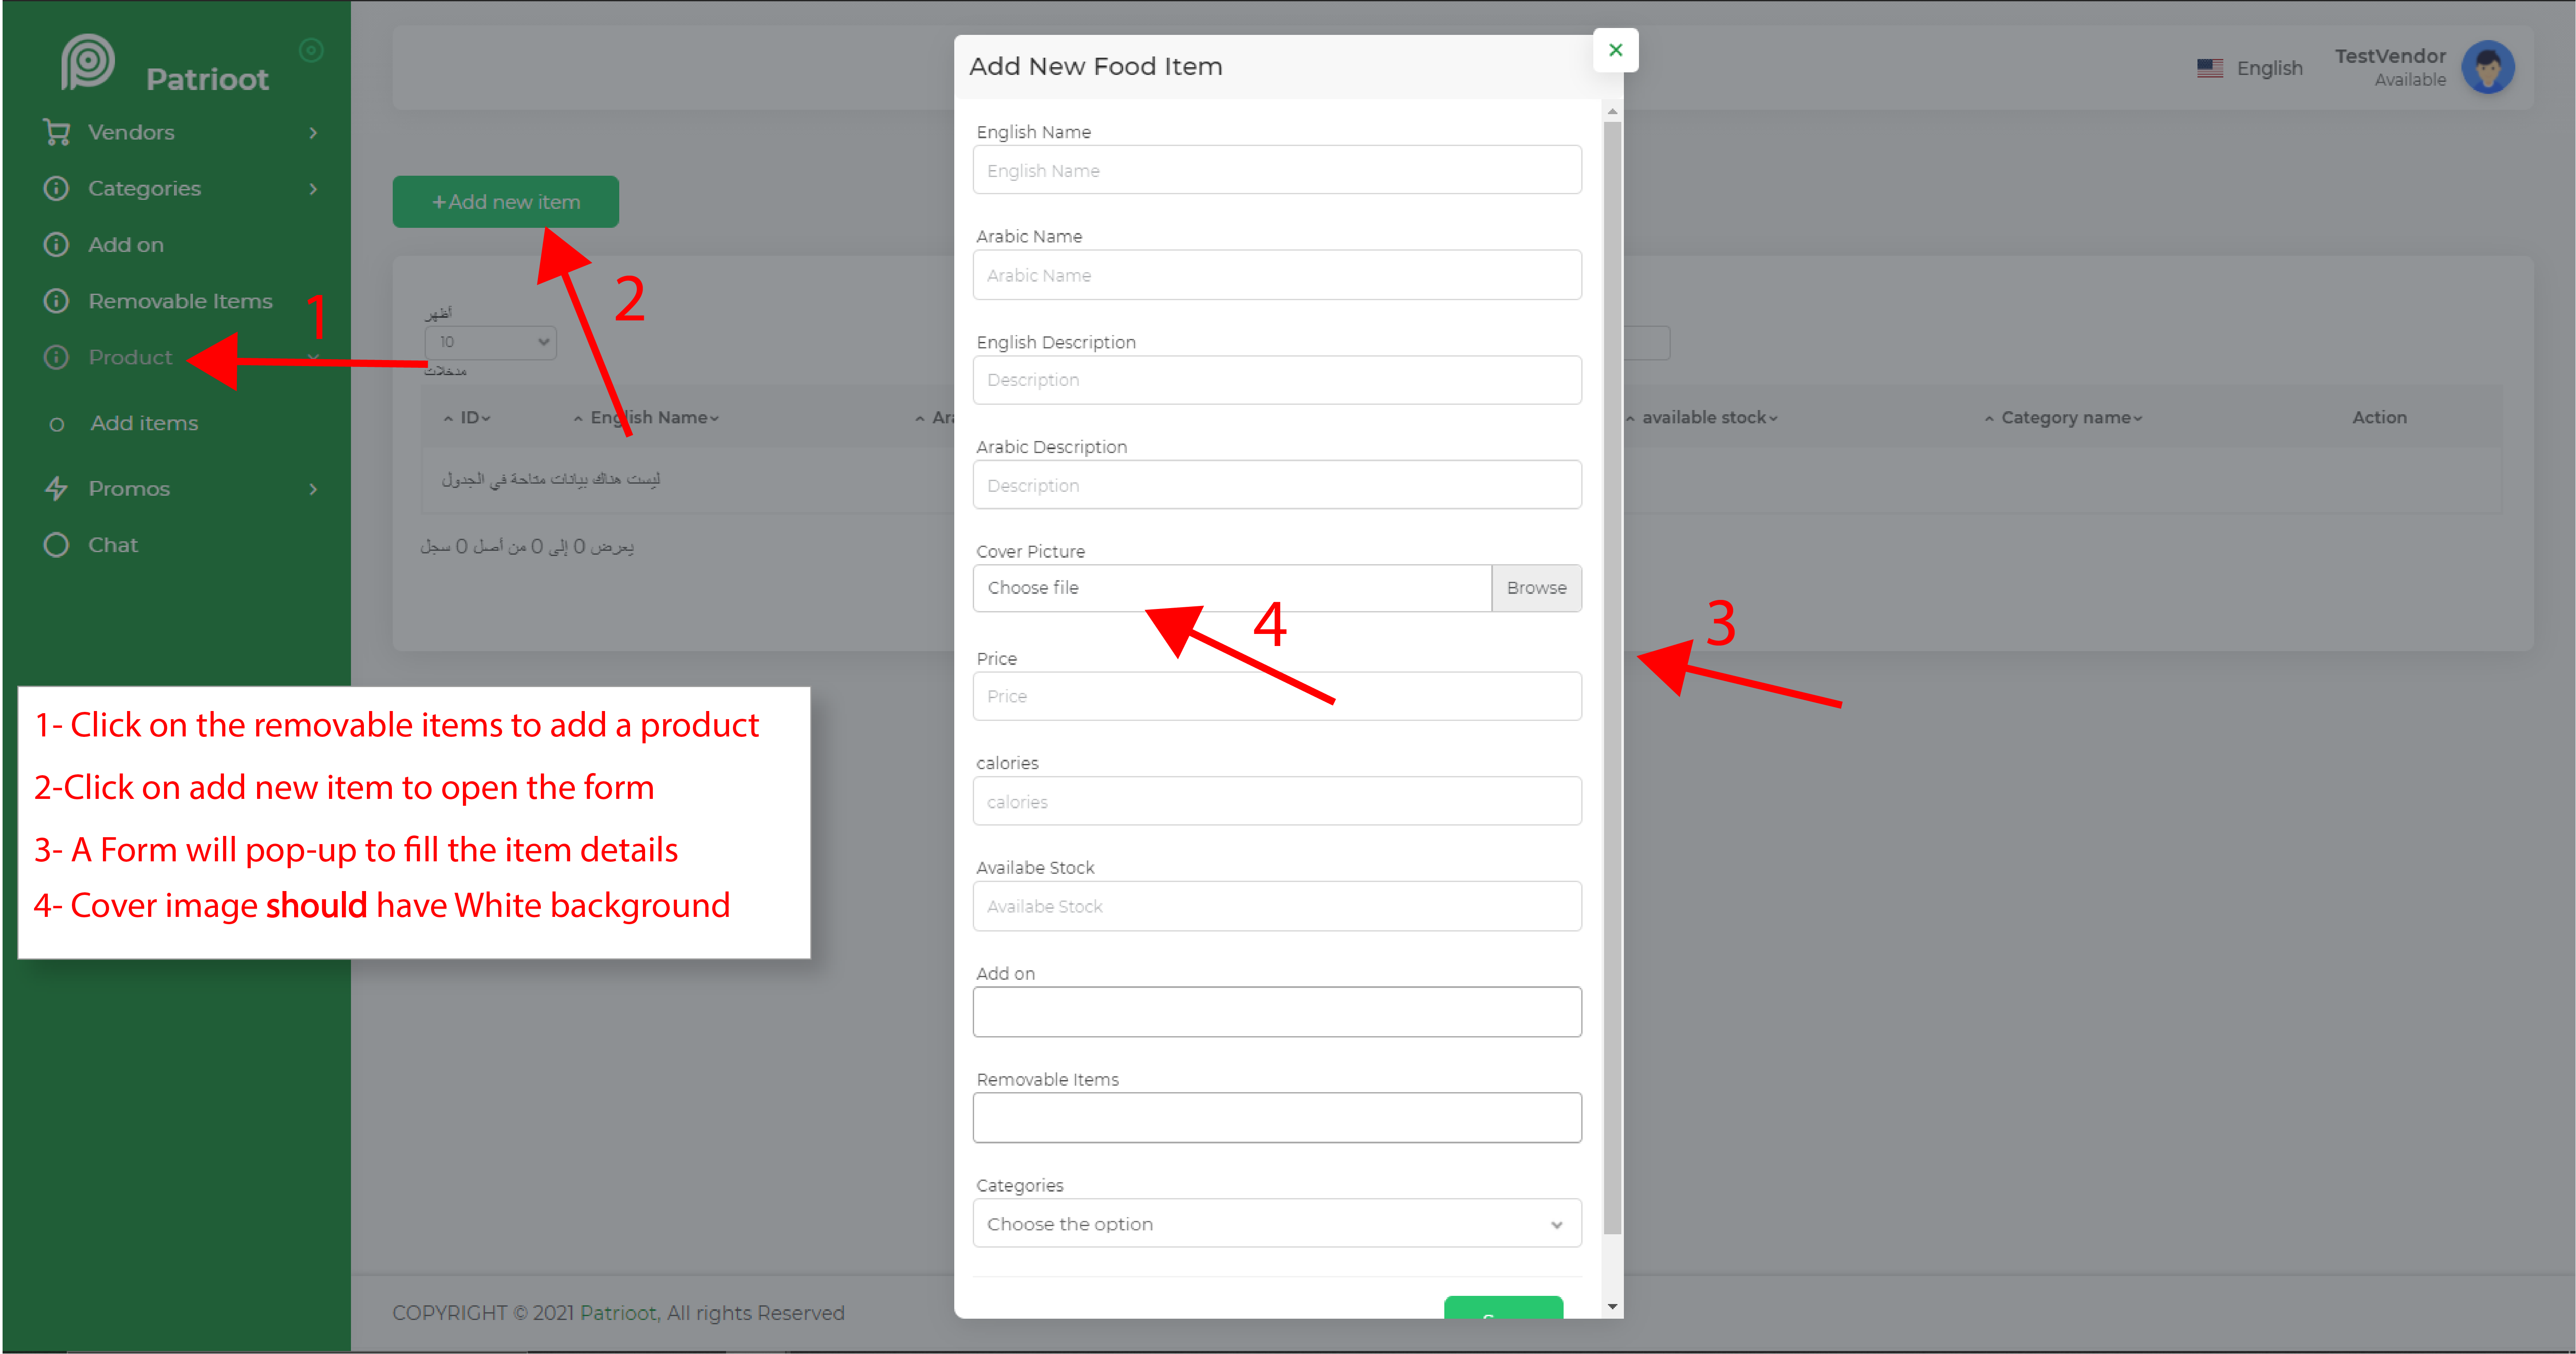 Patrioot
Vendors
Categories
Add on
Removable Items
1
Product
Add items
Promos
Chat
English
TestVendor
Available
+Add new item
2
أظهر
10
مدخلات
ID
English Name
available stock
Category name
Action
ليست هناك بيانات متاحة في الجدول
يعرض 0 إلى 0 من أصل 0 سجل
Add New Food Item
English Name
English Name
Arabic Name
Arabic Name
English Description
Description
Arabic Description
Description
Cover Picture
Choose file
Browse
4
3
Price
Price
calories
calories
Availabe Stock
Availabe Stock
Add on
Removable Items
Categories
Choose the option
1- Click on the removable items to add a product
2-Click on add new item to open the form
3- A Form will pop-up to fill the item details
4- Cover image should have White background
COPYRIGHT © 2021 Patrioot, All rights Reserved